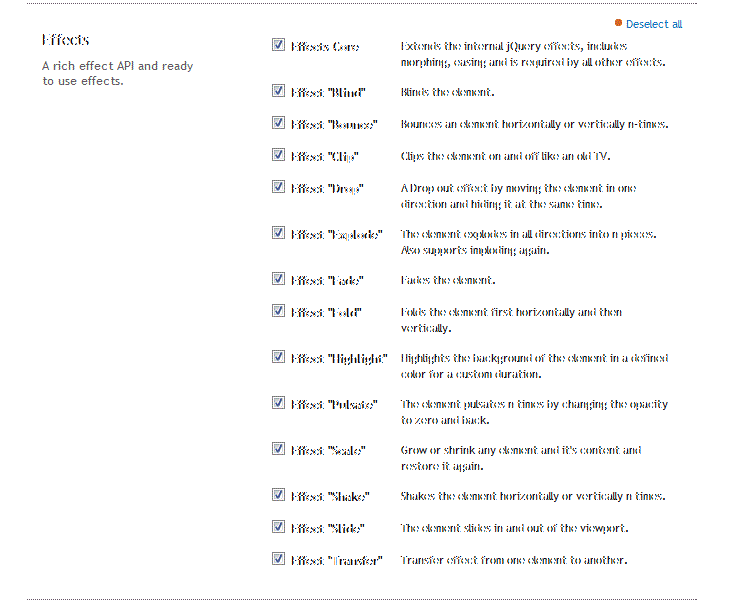 Deselect all
Effects
A rich effect API and ready
to use effects.
Effects Core
Extends the internal jQuery effects, includes
morphing, easing and is required by all other effects.
Effect "Blind"
Blinds the element.
Effect "Bounce"
Bounces an element horizontally or vertically n-times.
Effect "Clip"
Clips the element on and off like an old TV.
Effect "Drop"
A Drop out effect by moving the element in one
direction and hiding it at the same time.
Effect "Explode"
The element explodes in all directions into n pieces.
Also supports imploding again.
Effect "Fade"
Fades the element.
Effect "Fold"
Folds the element first horizontally and then
vertically.
Effect "Highlight"
Highlights the background of the element in a defined
color for a custom duration.
Effect "Pulsate"
The element pulsates n times by changing the opacity
to zero and back.
Effect "Scale"
Grow or shrink any element and it's content and
restore it again.
Effect "Shake"
Shakes the element horizontally or vertically n times.
Effect "Slide"
The element slides in and out of the viewport.
Effect "Transfer"
Transfer effect from one element to another.